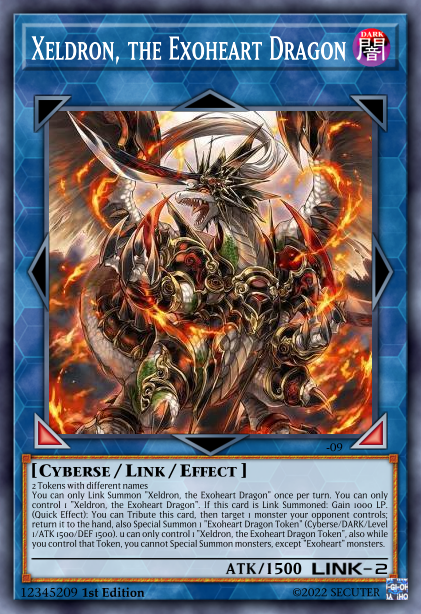 Xeldron, the Exoheart Dragon
DARK
闇
-09
[Cyberse / Link / Effect ]
2 Tokens with different names
You can only Link Summon "Xeldron, the Exoheart Dragon" once per turn. You can only
control 1 "Xeldron, the Exoheart Dragon". If this card is Link Summoned: Gain 1000 LP.
(Quick Effect): You can Tribute this card, then target 1 monster your opponent controls;
return it to the hand, also Special Summon 1 "Exoheart Dragon Token" (Cyberse/DARK/Level
1/ATK 1500/DEF 1500). u can only control 1 "Xeldron, the Exoheart Dragon Token", also while
you control that Token, you cannot Special Summon monsters, except "Exoheart" monsters.
ATK/1500 LINK-2
12345209 1st Edition
©2022 SECUTER